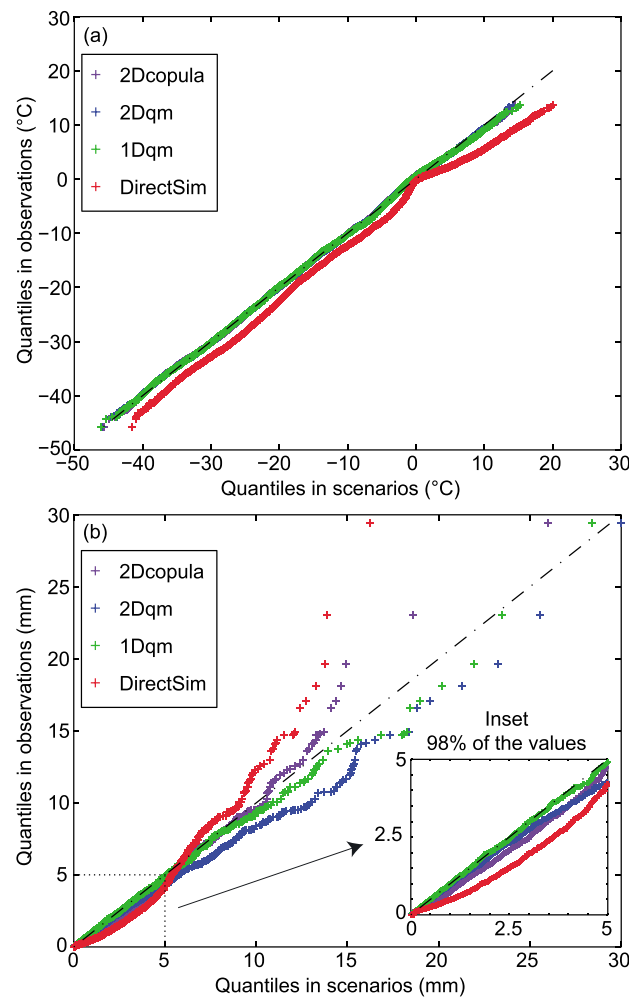 30
(a)
2Dcopula
20
2Dqm
10
1Dqm
DirectSim
0
−10
−20
−30
−40
−50
Quantiles in observations (°C)
−50 −40 −30 −20 −10 0 10 20 30
Quantiles in scenarios (°C)
30
(b)
2Dcopula
25
2Dqm
1Dqm
20
DirectSim
15
10
5
0
Quantiles in observations (mm)
Inset
98% of the values
5
2.5
0
0 2.5 5
0 5 10 15 20 25 30
Quantiles in scenarios (mm)